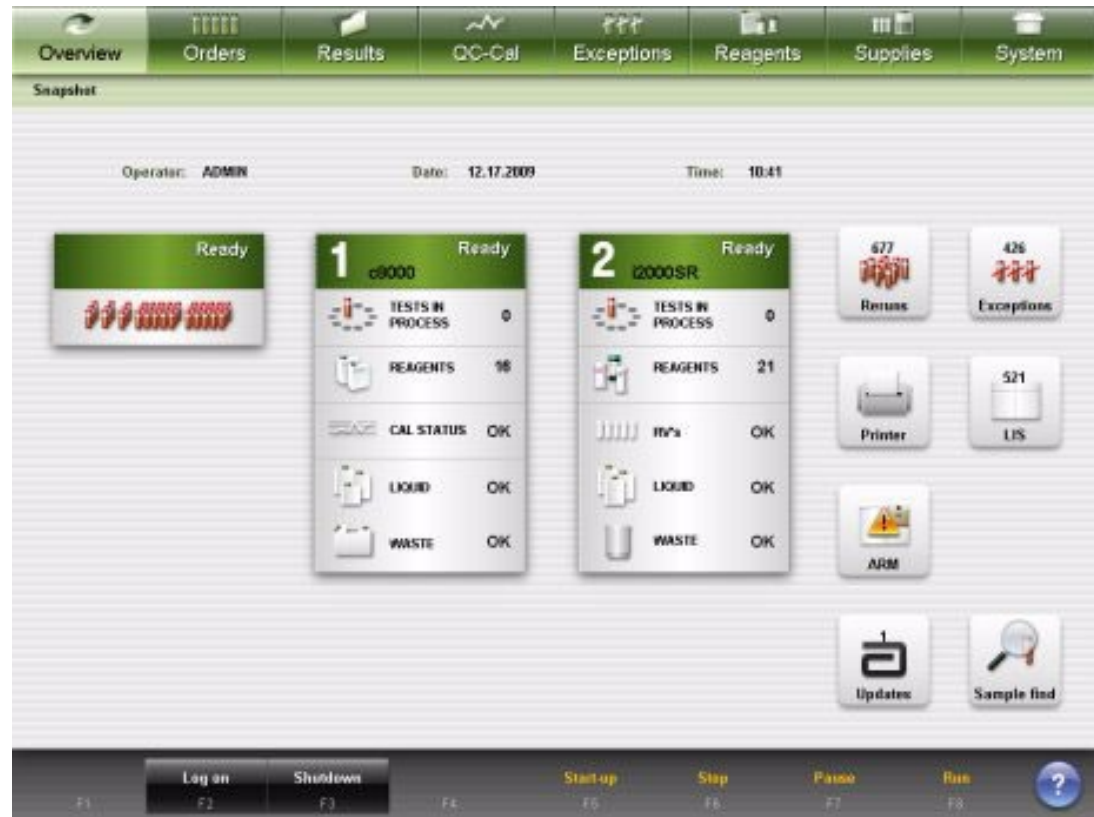 Overview Orders Results QC-Cal Exceptions Reagents Supplies System
Snapshot
Operator: ADMIN Date: 12.17.2009 Time: 10:41
Ready
1 c8000 Ready
TESTS IN PROCESS 0
REAGENTS 16
CAL STATUS OK
LIQUID OK
WASTE OK
2 i2000SR Ready
TESTS IN PROCESS 0
REAGENTS 21
RV's OK
LIQUID OK
WASTE OK
677
Reruns
426
Exceptions
Printer
521
LIS
ARM
1
Updates
Sample find
Log on Shutdown Start-up Stop Pause Run
F1 F2 F3 F4 F5 F6 F7 F8
?